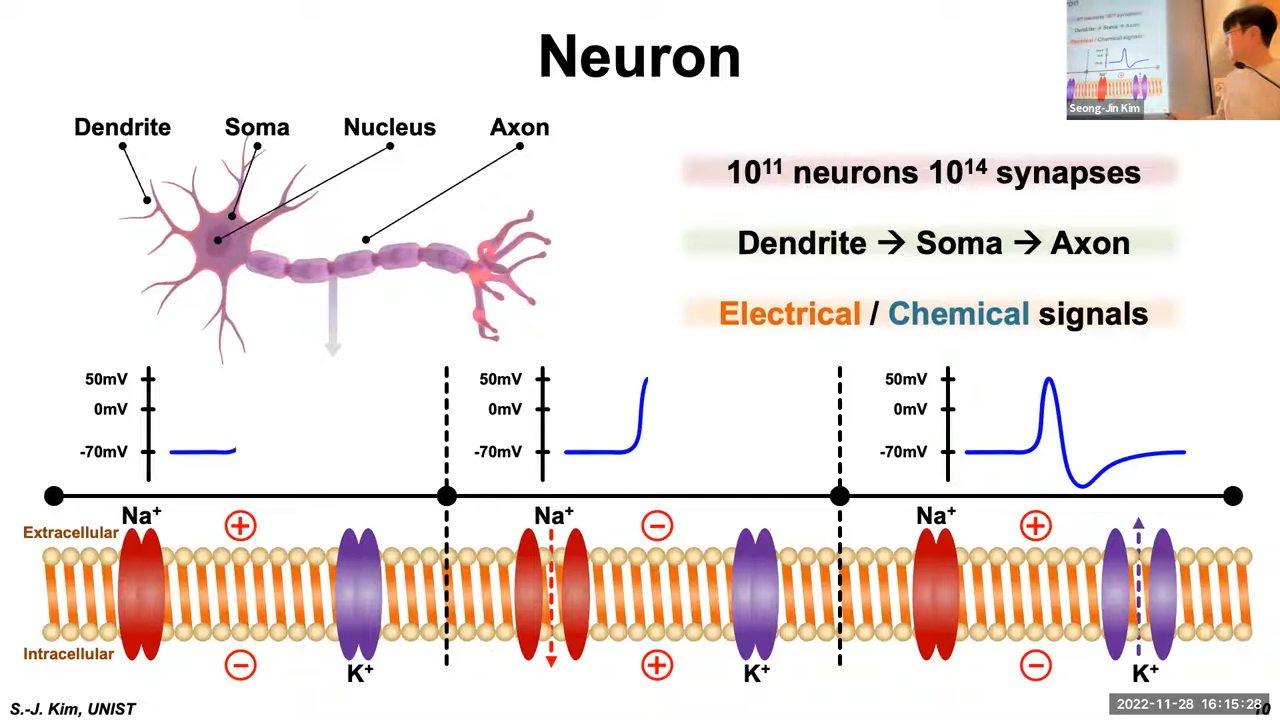 Neuron
Dendrite Soma Nucleus Axon
10¹¹ neurons 10¹⁴ synapses
Dendrite → Soma → Axon
Electrical / Chemical signals
Seong-Jin Kim
50mV
0mV
-70mV
50mV
0mV
-70mV
50mV
0mV
-70mV
Na⁺ Na⁺ Na⁺
Extracellular
+ − +
Intracellular
− + −
K⁺ K⁺ K⁺
S.-J. Kim, UNIST
2022-11-28 16:15:28
10